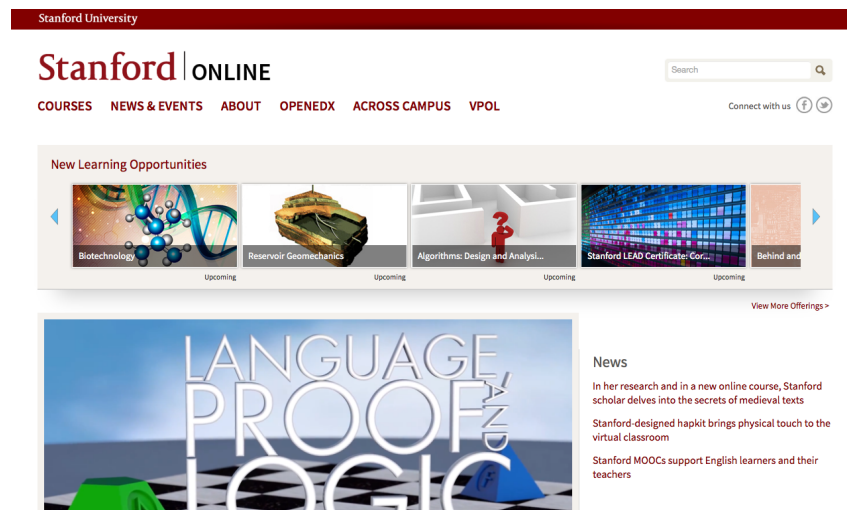 Stanford University
Stanford ONLINE
Search
COURSES NEWS & EVENTS ABOUT OPENEDX ACROSS CAMPUS VPOL
Connect with us
New Learning Opportunities
Biotechnology
Reservoir Geomechanics
Algorithms: Design and Analysi...
Stanford LEAD Certificate: Cor...
Behind and
Upcoming
Upcoming
Upcoming
Upcoming
View More Offerings >
LANGUAGE,
PROOF AND
LOGIC
News
In her research and in a new online course, Stanford
scholar delves into the secrets of medieval texts
Stanford-designed hapkit brings physical touch to the
virtual classroom
Stanford MOOCs support English learners and their
teachers